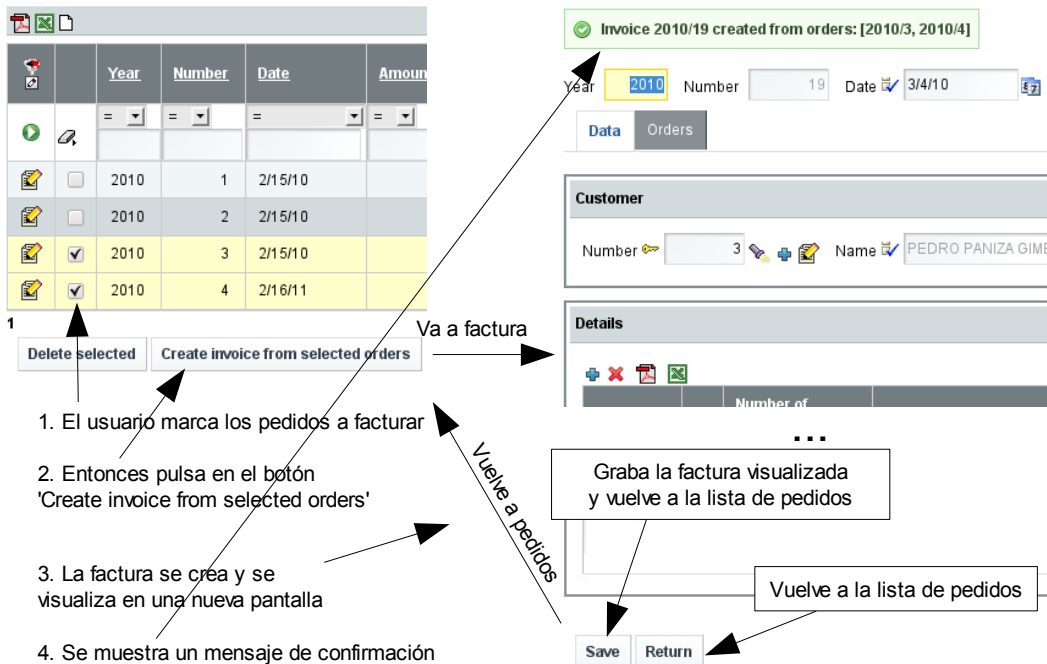 Year Number Date Amoun
= = = =
2010 1 2/15/10
2010 2 2/15/10
2010 3 2/15/10
2010 4 2/16/11
1
Delete selected Create invoice from selected orders
1. El usuario marca los pedidos a facturar
2. Entonces pulsa en el botón
'Create invoice from selected orders'
3. La factura se crea y se
visualiza en una nueva pantalla
4. Se muestra un mensaje de confirmación
Va a factura
Vuelve a pedidos
Invoice 2010/19 created from orders: [2010/3, 2010/4]
Year 2010 Number 19 Date 3/4/10
Data Orders
Customer
Number 3 Name PEDRO PANIZA GIME
Details
Number of
...
Graba la factura visualizada
y vuelve a la lista de pedidos
Vuelve a la lista de pedidos
Save Return